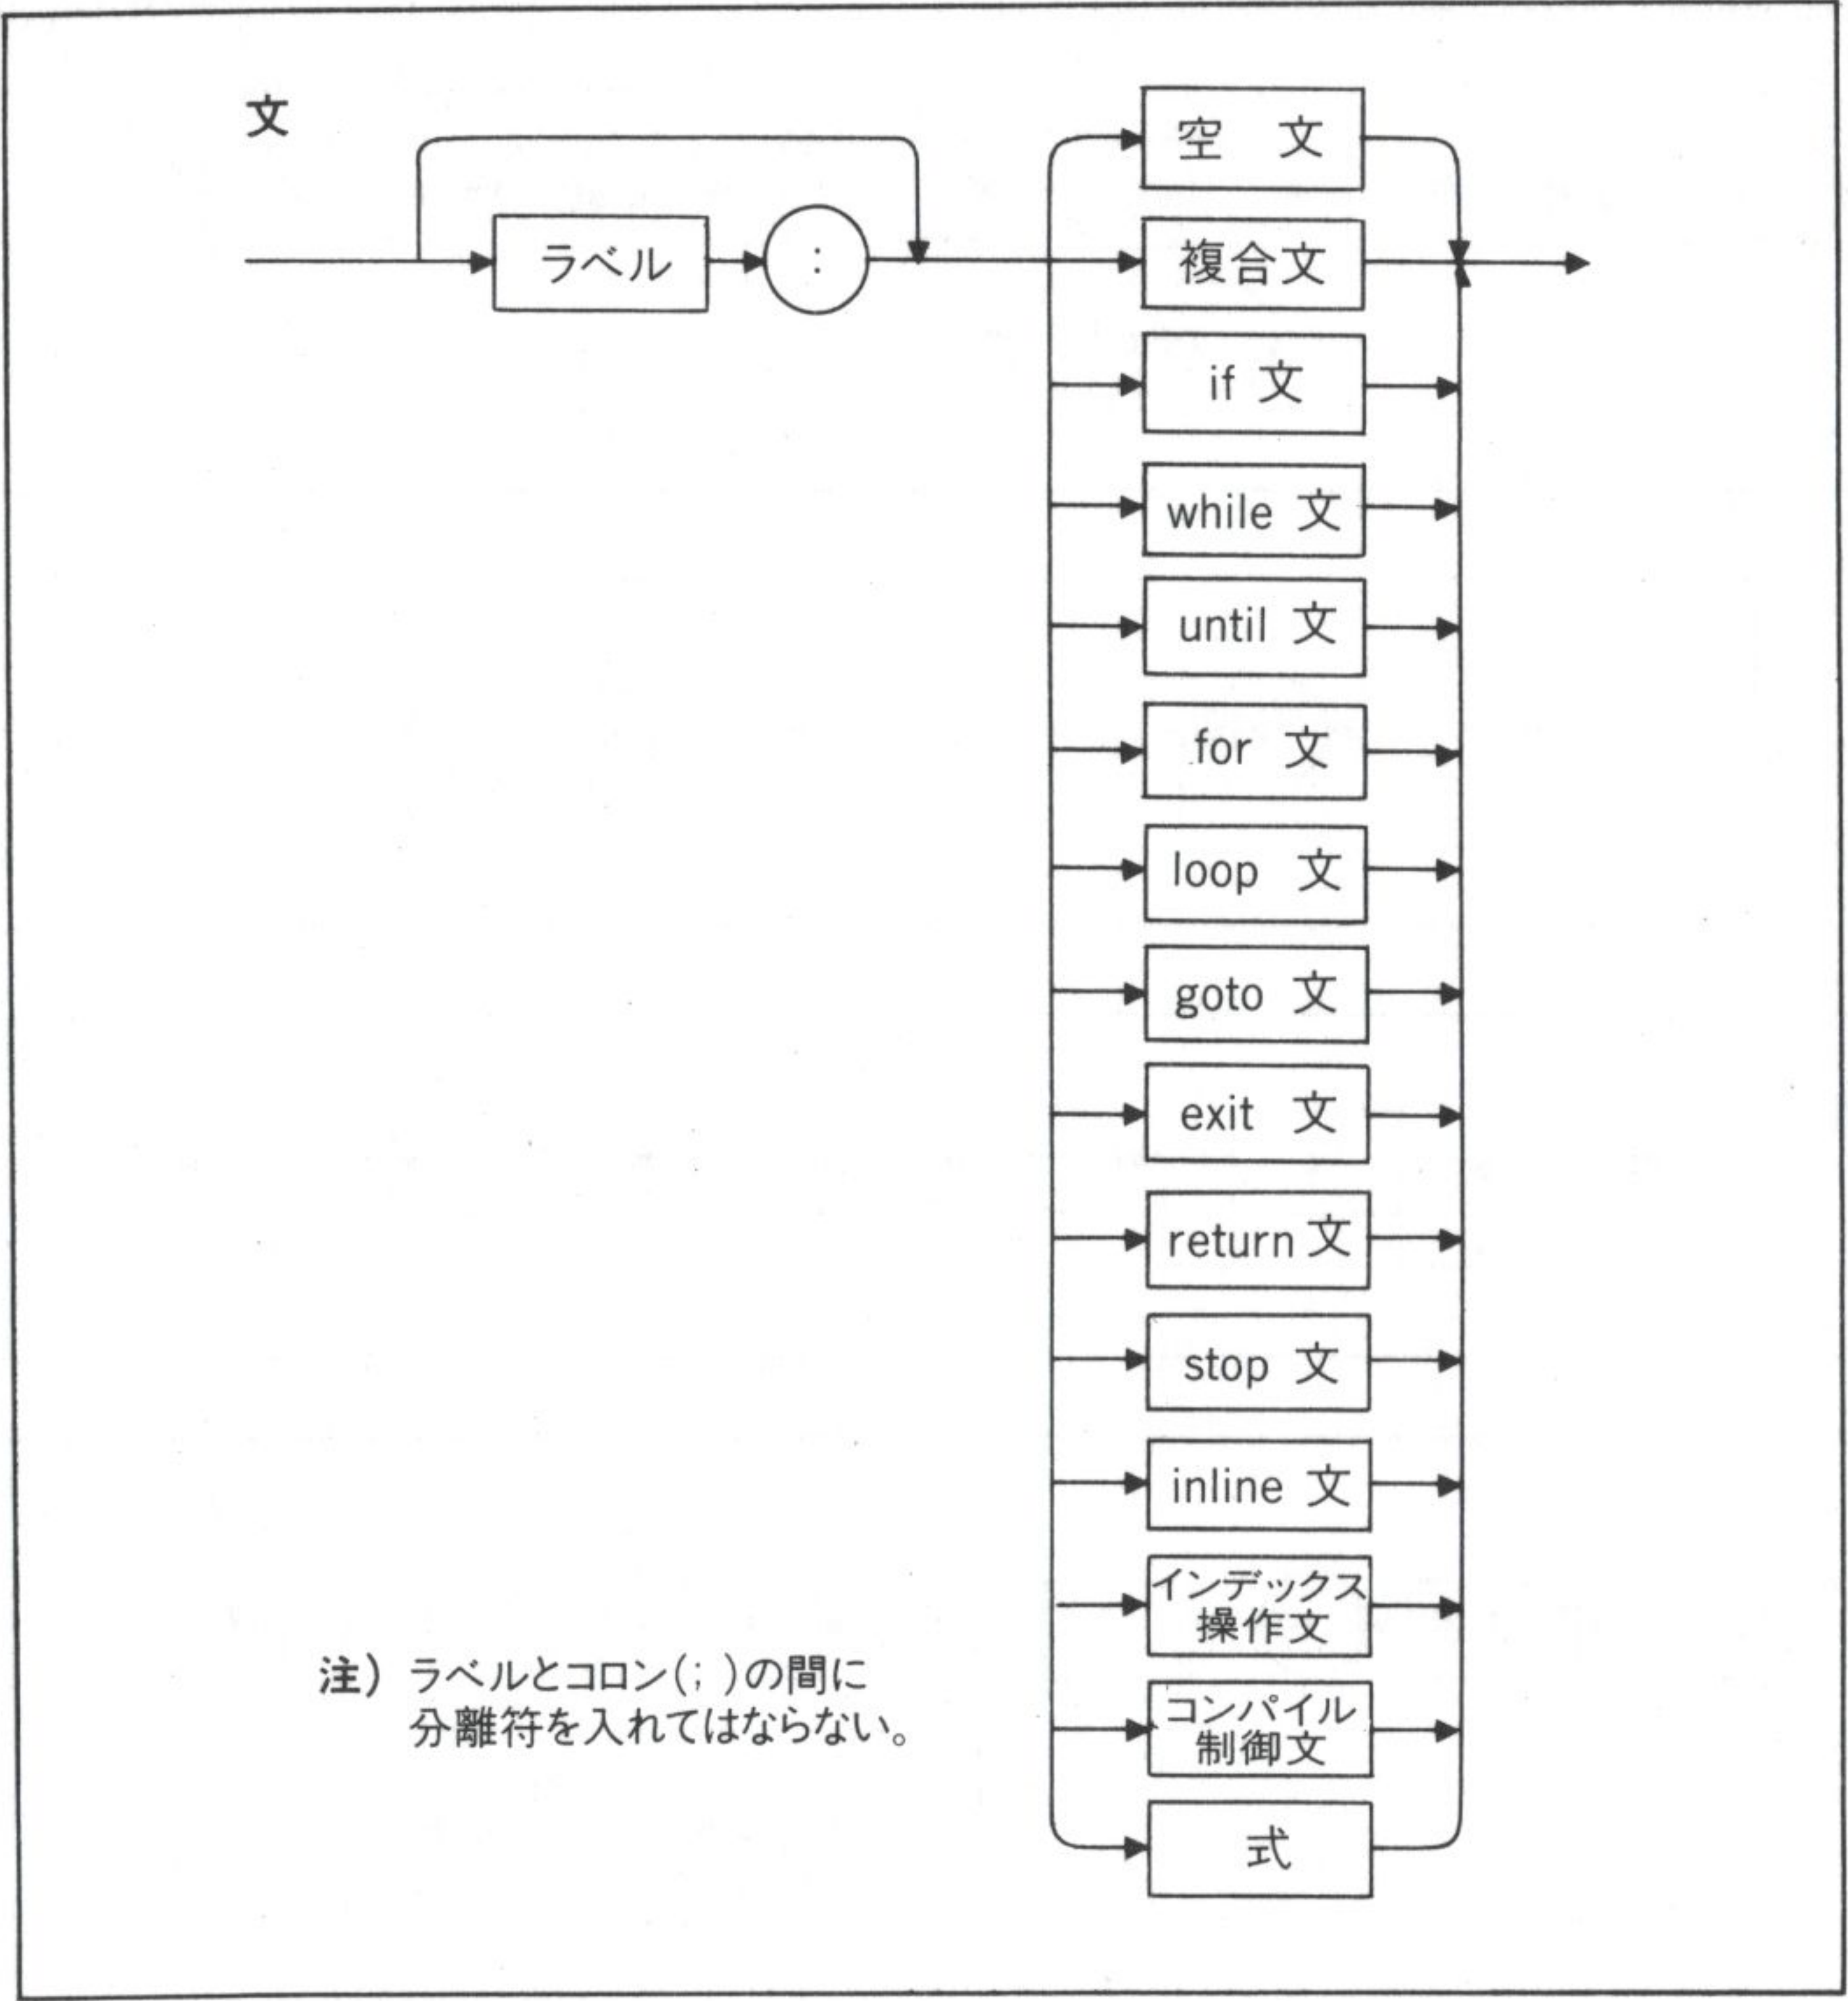 文
ラベル
:
空 文
複合文
if 文
while 文
until 文
for 文
loop 文
goto 文
exit 文
return 文
stop 文
inline 文
インデックス
操作文
コンパイル
制御文
式
注) ラベルとコロン(; )の間に
分離符を入れてはならない。